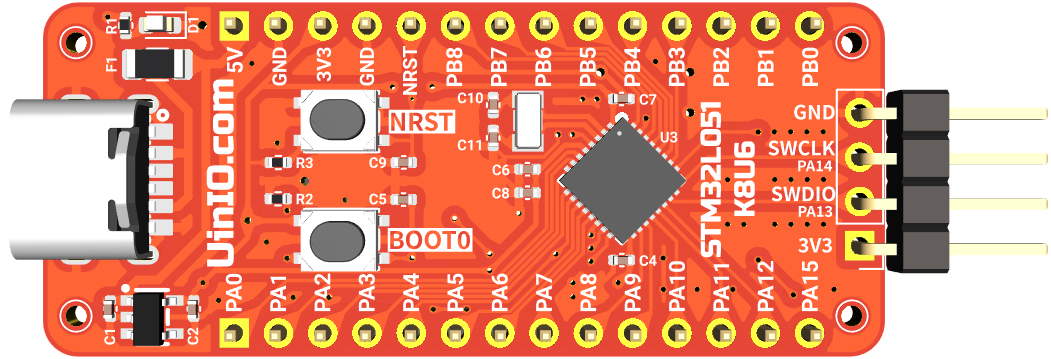 R1
D1
F1
5V
GND
3V3
GND
NRST
PB8
PB7
PB6
PB5
PB4
PB3
PB2
PB1
PB0
UinIO.com
NRST
R3
C9
R2
C5
BOOT0
C10
C11
C6
C8
C7
U3
C4
STM32L051
K8U6
GND
SWCLK
PA14
SWDIO
PA13
3V3
C1
C2
PA0
PA1
PA2
PA3
PA4
PA5
PA6
PA7
PA8
PA9
PA10
PA11
PA12
PA15